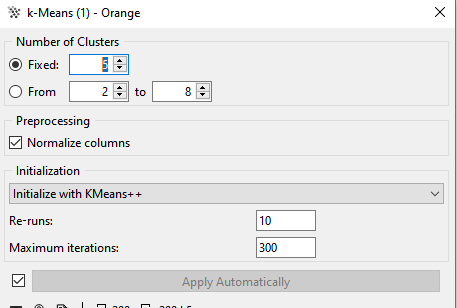 k-Means (1) - Orange
Number of Clusters
Fixed: 5
From 2 to 8
Preprocessing
Normalize columns
Initialization
Initialize with KMeans++
Re-runs: 10
Maximum iterations: 300
Apply Automatically